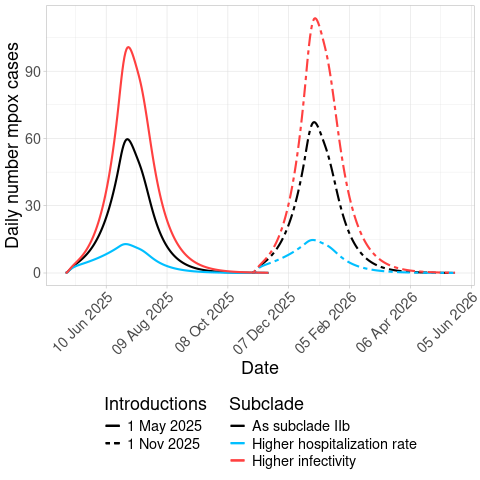 Daily number mpox cases
90
60
30
0
10 Jun 2025
09 Aug 2025
08 Oct 2025
07 Dec 2025
05 Feb 2026
06 Apr 2026
05 Jun 2026
Date
Introductions
1 May 2025
1 Nov 2025
Subclade
As subclade IIb
Higher hospitalization rate
Higher infectivity